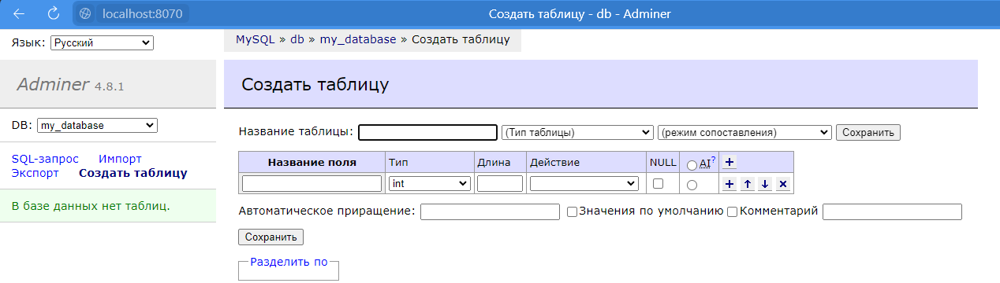 localhost:8070
Создать таблицу - db - Adminer
Язык: Русский
MySQL » db » my_database » Создать таблицу
Adminer 4.8.1
Создать таблицу
DB: my_database
SQL-запрос Импорт
Экспорт Создать таблицу
В базе данных нет таблиц.
Название таблицы: (Тип таблицы) (режим сопоставления) Сохранить
Название поля Тип Длина Действие NULL AI? +
int + ↑ ↓ ×
Автоматическое приращение: Значения по умолчанию Комментарий
Сохранить
Разделить по